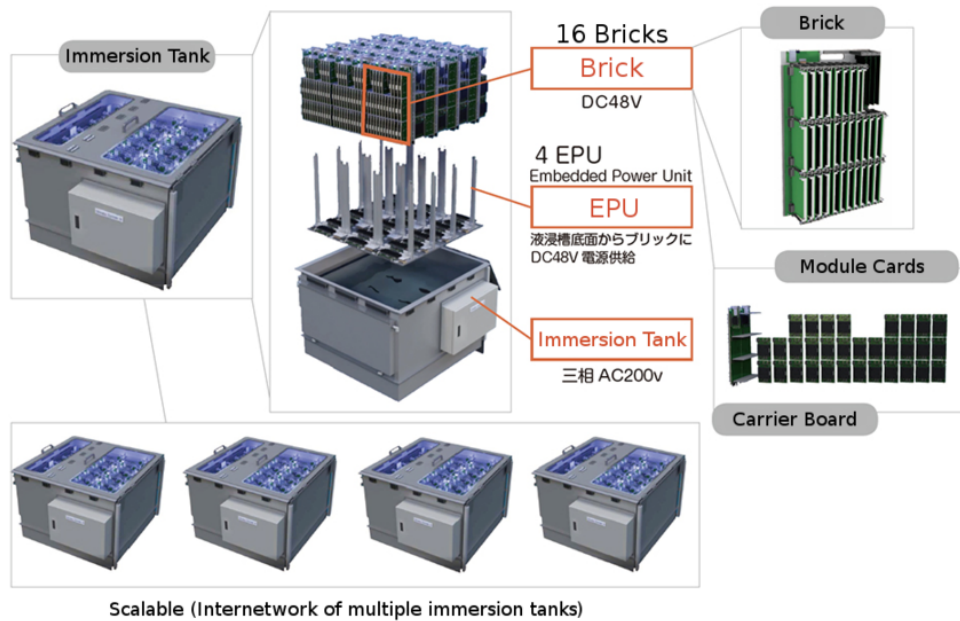 Immersion Tank
16 Bricks
Brick
DC48V
4 EPU
Embedded Power Unit
EPU
液浸槽底面からブリックに
DC48V 電源供給
Immersion Tank
三相 AC200v
Brick
Module Cards
Carrier Board
Scalable (Internetwork of multiple immersion tanks)